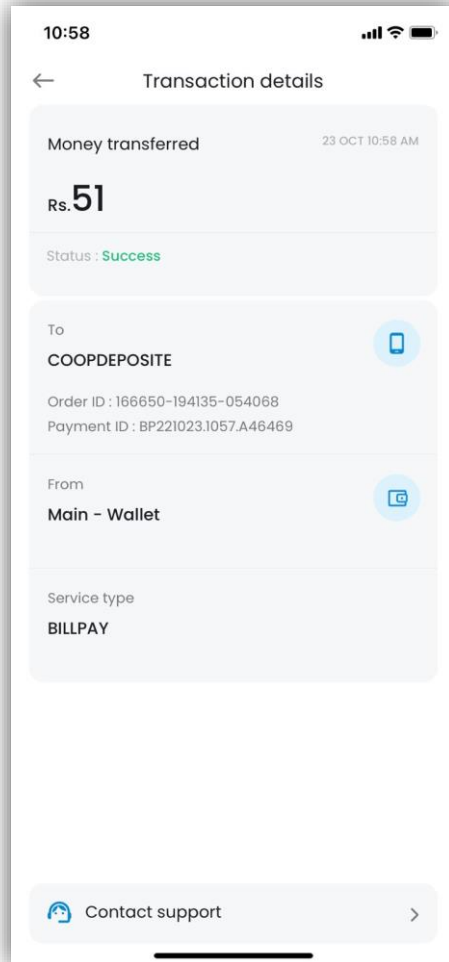 10:58
Transaction details
Money transferred
23 OCT 10:58 AM
Rs.51
Status : Success
To
COOPDEPOSITE
Order ID : 166650-194135-054068
Payment ID : BP221023.1057.A46469
From
Main - Wallet
Service type
BILLPAY
Contact support